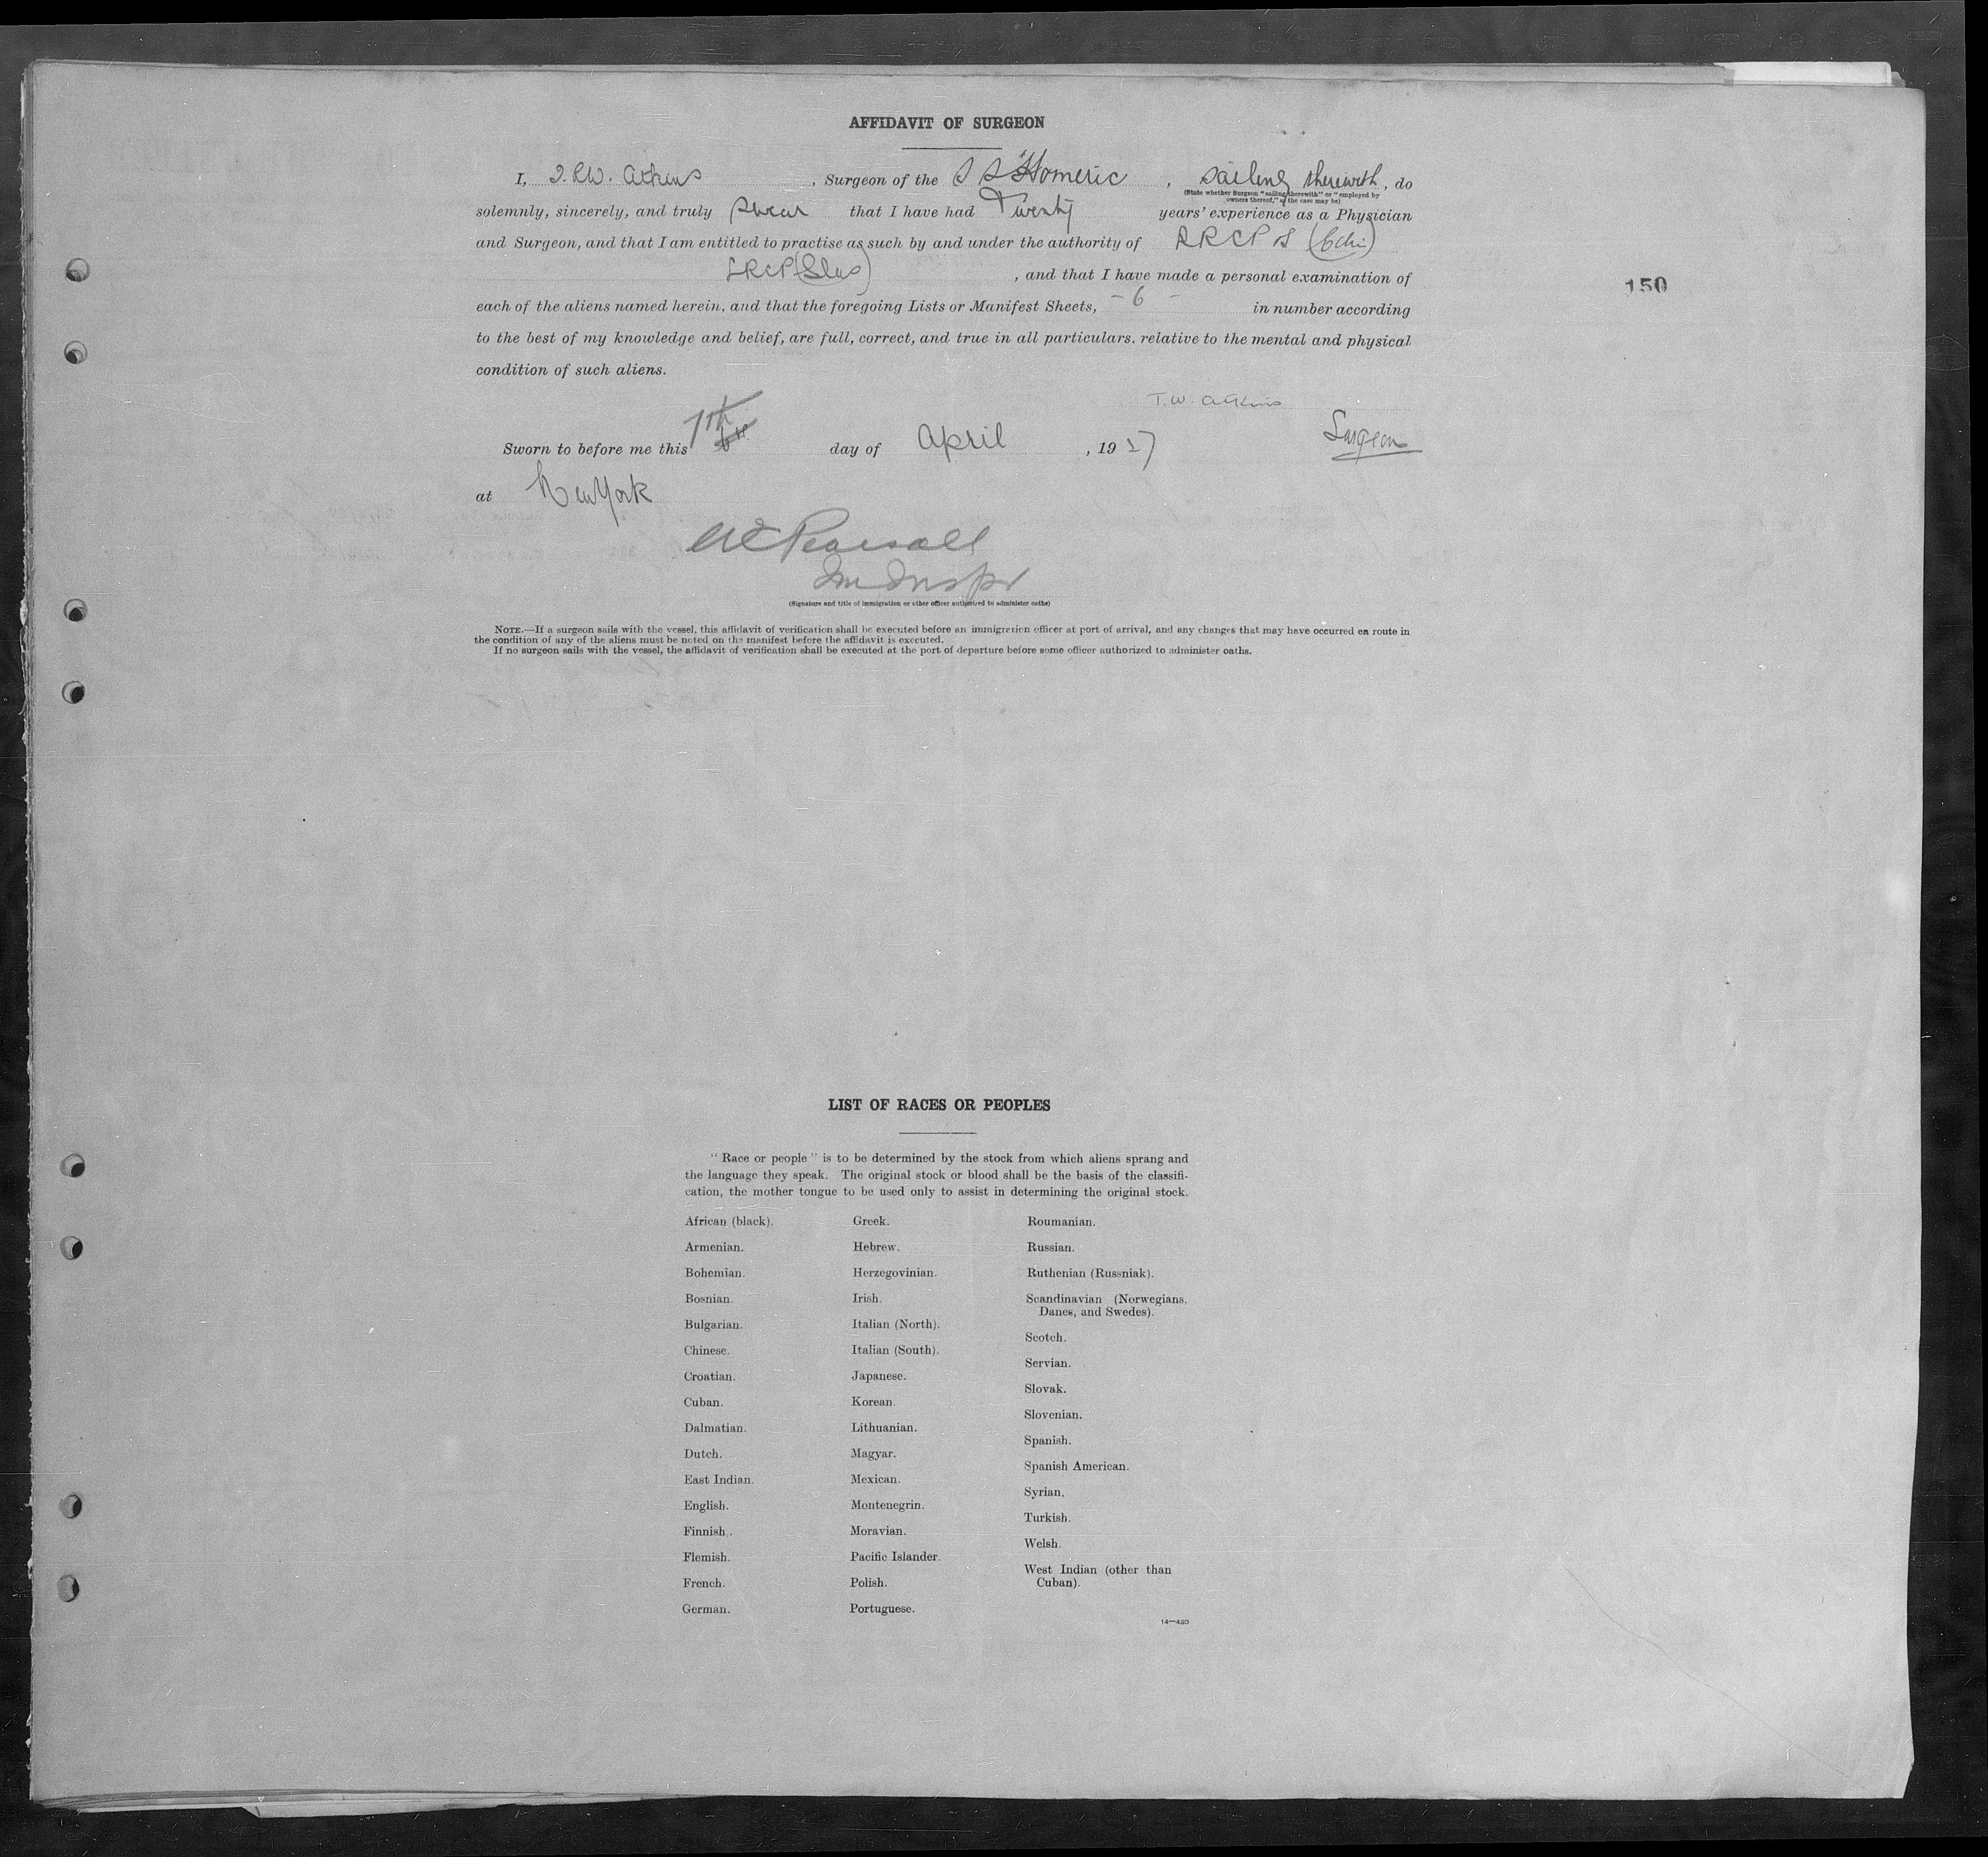 AFFIDAVIT OF SURGEON
I, T.R.W. Atkins, Surgeon of the S S "Homeric, sailing therewith, do
(State whether Surgeon "sailing therewith" or "employed by
owners thereof," as the case may be)
solemnly, sincerely, and truly swear that I have had Twenty years' experience as a Physician
and Surgeon, and that I am entitled to practise as such by and under the authority of LRCP S (Edin)
LRCP (Glas), and that I have made a personal examination of
150
each of the aliens named herein, and that the foregoing Lists or Manifest Sheets, - 6 - in number according
to the best of my knowledge and belief, are full, correct, and true in all particulars, relative to the mental and physical
condition of such aliens.
T.W. Atkins
Surgeon
Sworn to before me this 7th day of April, 1927
at New York
Pearsall
Im Inspr
(Signature and title of immigration or other officer authorized to administer oaths)
NOTE.—If a surgeon sails with the vessel, this affidavit of verification shall be executed before an immigration officer at port of arrival, and any changes that may have occurred en route in
the condition of any of the aliens must be noted on the manifest before the affidavit is executed.
If no surgeon sails with the vessel, the affidavit of verification shall be executed at the port of departure before some officer authorized to administer oaths.
LIST OF RACES OR PEOPLES
"Race or people" is to be determined by the stock from which aliens sprang and
the language they speak. The original stock or blood shall be the basis of the classifi-
cation, the mother tongue to be used only to assist in determining the original stock.
African (black).
Armenian.
Bohemian.
Bosnian.
Bulgarian.
Chinese.
Croatian.
Cuban.
Dalmatian.
Dutch.
East Indian.
English.
Finnish.
Flemish.
French.
German.
Greek.
Hebrew.
Herzegovinian.
Irish.
Italian (North).
Italian (South).
Japanese.
Korean.
Lithuanian.
Magyar.
Mexican.
Montenegrin.
Moravian.
Pacific Islander.
Polish.
Portuguese.
Roumanian.
Russian.
Ruthenian (Russniak).
Scandinavian (Norwegians,
Danes, and Swedes).
Scotch.
Servian.
Slovak.
Slovenian.
Spanish.
Spanish American.
Syrian.
Turkish.
Welsh.
West Indian (other than
Cuban).
14—430